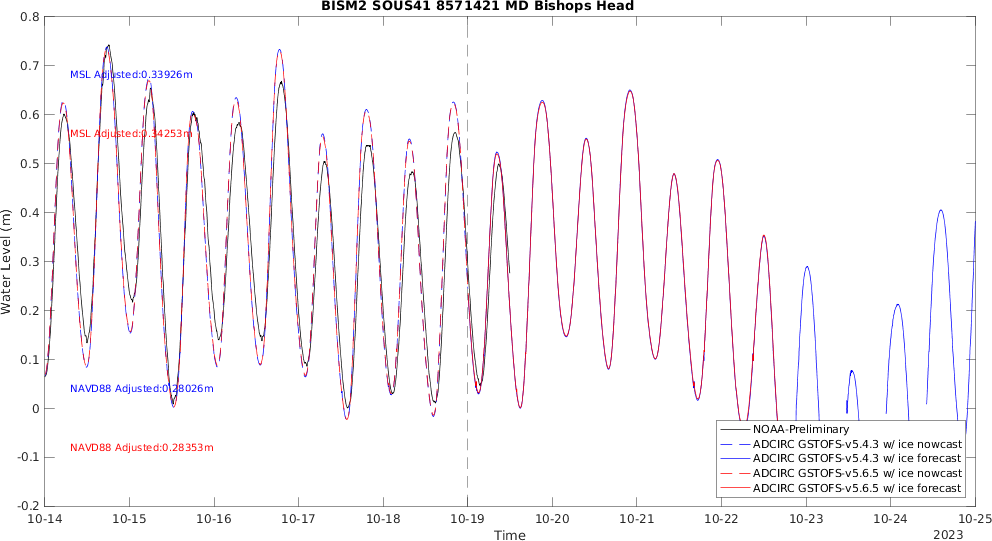 BISM2 SOUS41 8571421 MD Bishops Head
0.8
0.7
0.6
0.5
0.4
0.3
0.2
0.1
0
-0.1
-0.2
Water Level (m)
MSL Adjusted:0.33926m
MSL Adjusted:0.34253m
NAVD88 Adjusted:0.28026m
NAVD88 Adjusted:0.28353m
NOAA-Preliminary
ADCIRC GSTOFS-v5.4.3 w/ ice nowcast
ADCIRC GSTOFS-v5.4.3 w/ ice forecast
ADCIRC GSTOFS-v5.6.5 w/ ice nowcast
ADCIRC GSTOFS-v5.6.5 w/ ice forecast
10-14 10-15 10-16 10-17 10-18 10-19 10-20 10-21 10-22 10-23 10-24 10-25
Time
2023